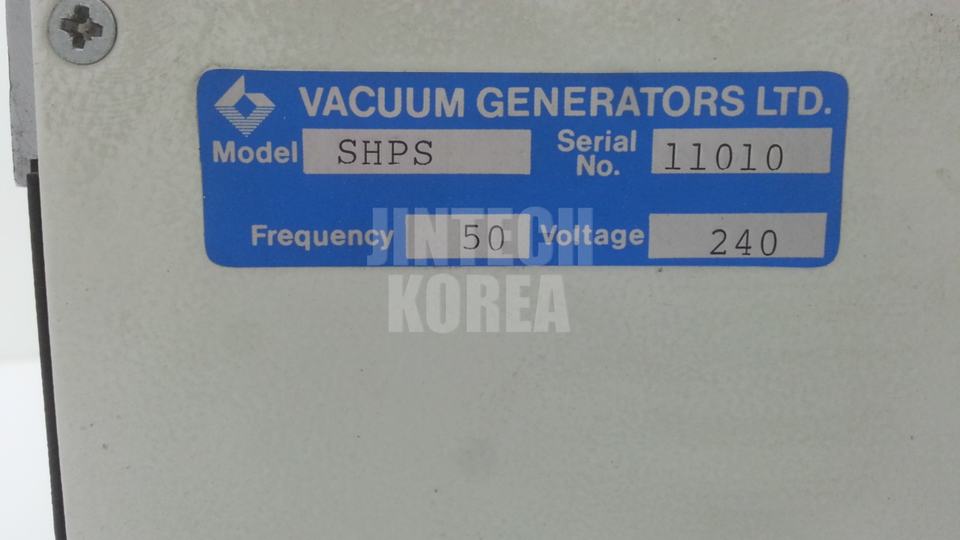 VACUUM GENERATORS LTD.
Model SHPS Serial No. 11010
Frequency 50 Voltage 240
JINTECH
KOREA